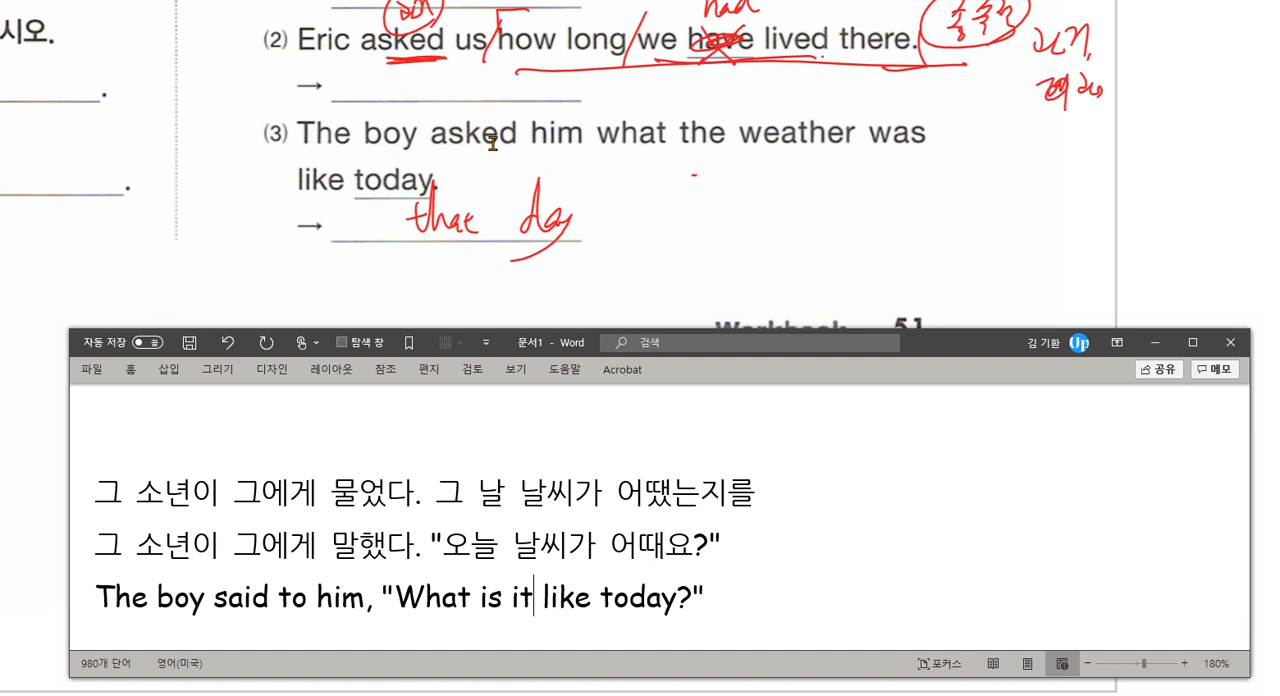 시오.
(2) Eric asked us how long we have lived there.
had
종속절
과거,
→
(3) The boy asked him what the weather was
like today.
→ that day
Workbook 51
자동 저장 끔 탐색 창 문서1 - Word 검색 김 기환 Up
파일 홈 삽입 그리기 디자인 레이아웃 참조 편지 검토 보기 도움말 Acrobat 공유 메모
그 소년이 그에게 물었다. 그 날 날씨가 어땠는지를
그 소년이 그에게 말했다. "오늘 날씨가 어때요?"
The boy said to him, "What is it like today?"
980개 단어 영어(미국) 포커스 180%